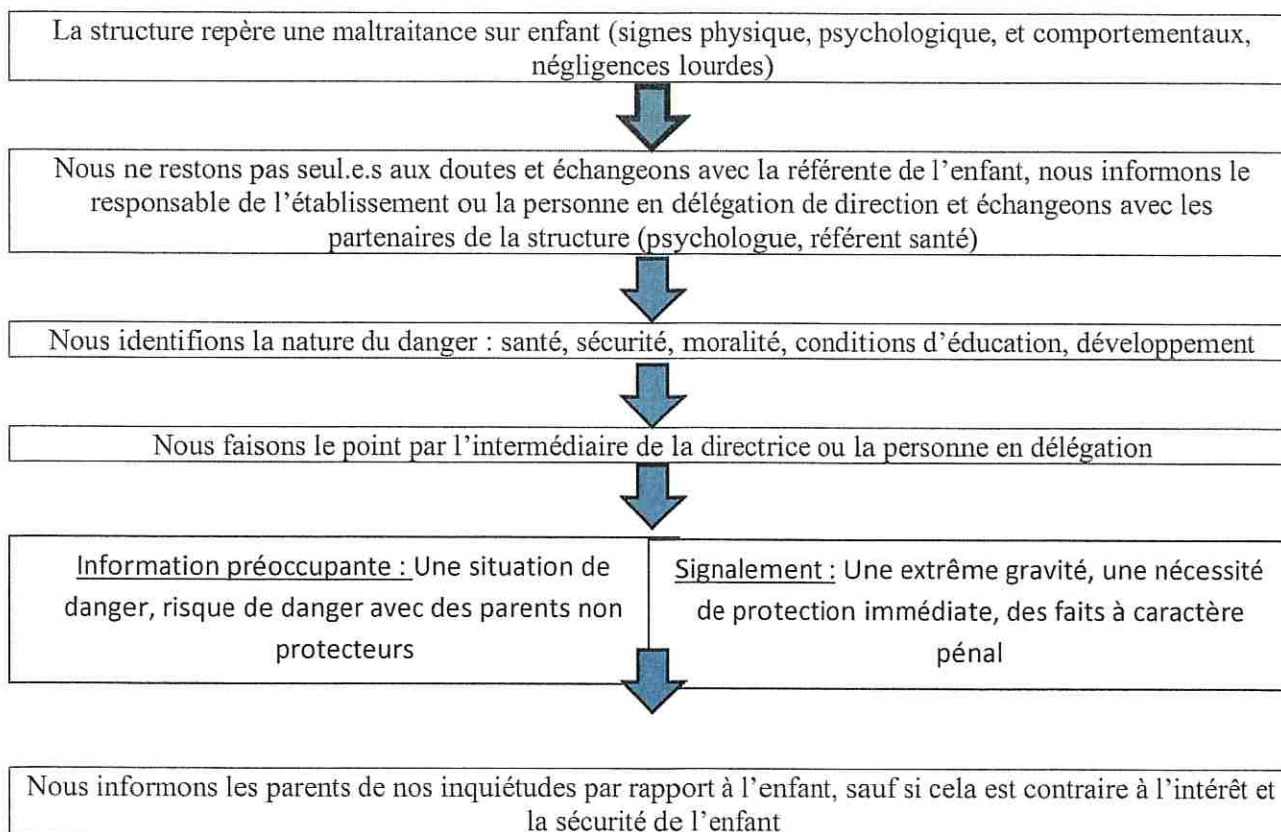 La structure repère une maltraitance sur enfant (signes physique, psychologique, et comportementaux,
négligences lourdes)
Nous ne restons pas seul.e.s aux doutes et échangeons avec la référente de l'enfant, nous informons le
responsable de l'établissement ou la personne en délégation de direction et échangeons avec les
partenaires de la structure (psychologue, référent santé)
Nous identifions la nature du danger : santé, sécurité, moralité, conditions d'éducation, développement
Nous faisons le point par l'intermédiaire de la directrice ou la personne en délégation
Information préoccupante : Une situation de
danger, risque de danger avec des parents non
protecteurs
Signalement : Une extrême gravité, une nécessité
de protection immédiate, des faits à caractère
pénal
Nous informons les parents de nos inquiétudes par rapport à l'enfant, sauf si cela est contraire à l'intérêt et
la sécurité de l'enfant